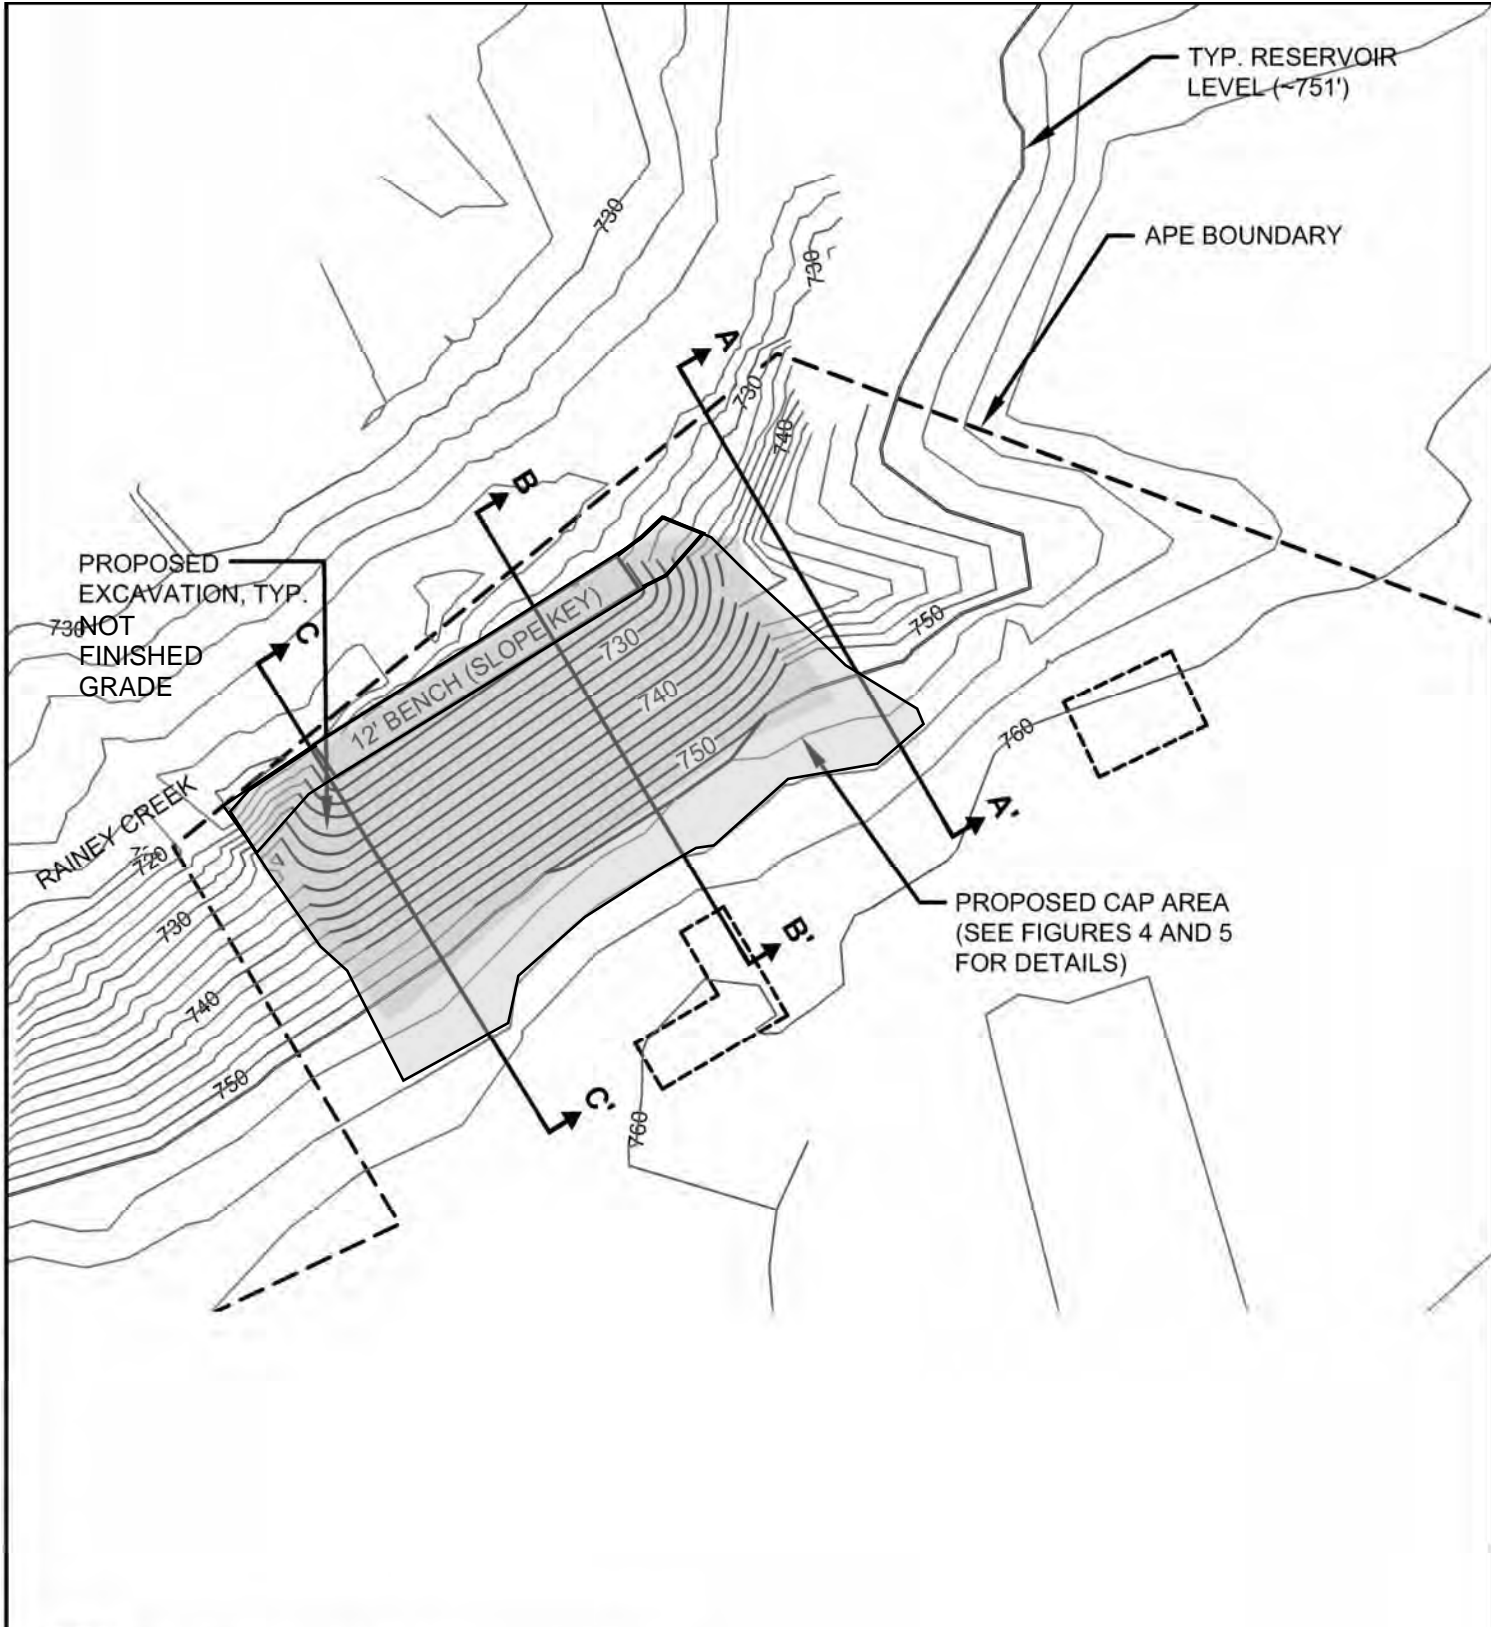 TYP. RESERVOIR
LEVEL (~751')
APE BOUNDARY
730
730
A
730
740
B
PROPOSED
EXCAVATION, TYP.
NOT
FINISHED
GRADE
730
C
12' BENCH (SLOPE KEY)
730
740
750
750
760
RAINEY CREEK
720
730
740
750
A'
B'
C'
PROPOSED CAP AREA
(SEE FIGURES 4 AND 5
FOR DETAILS)
760